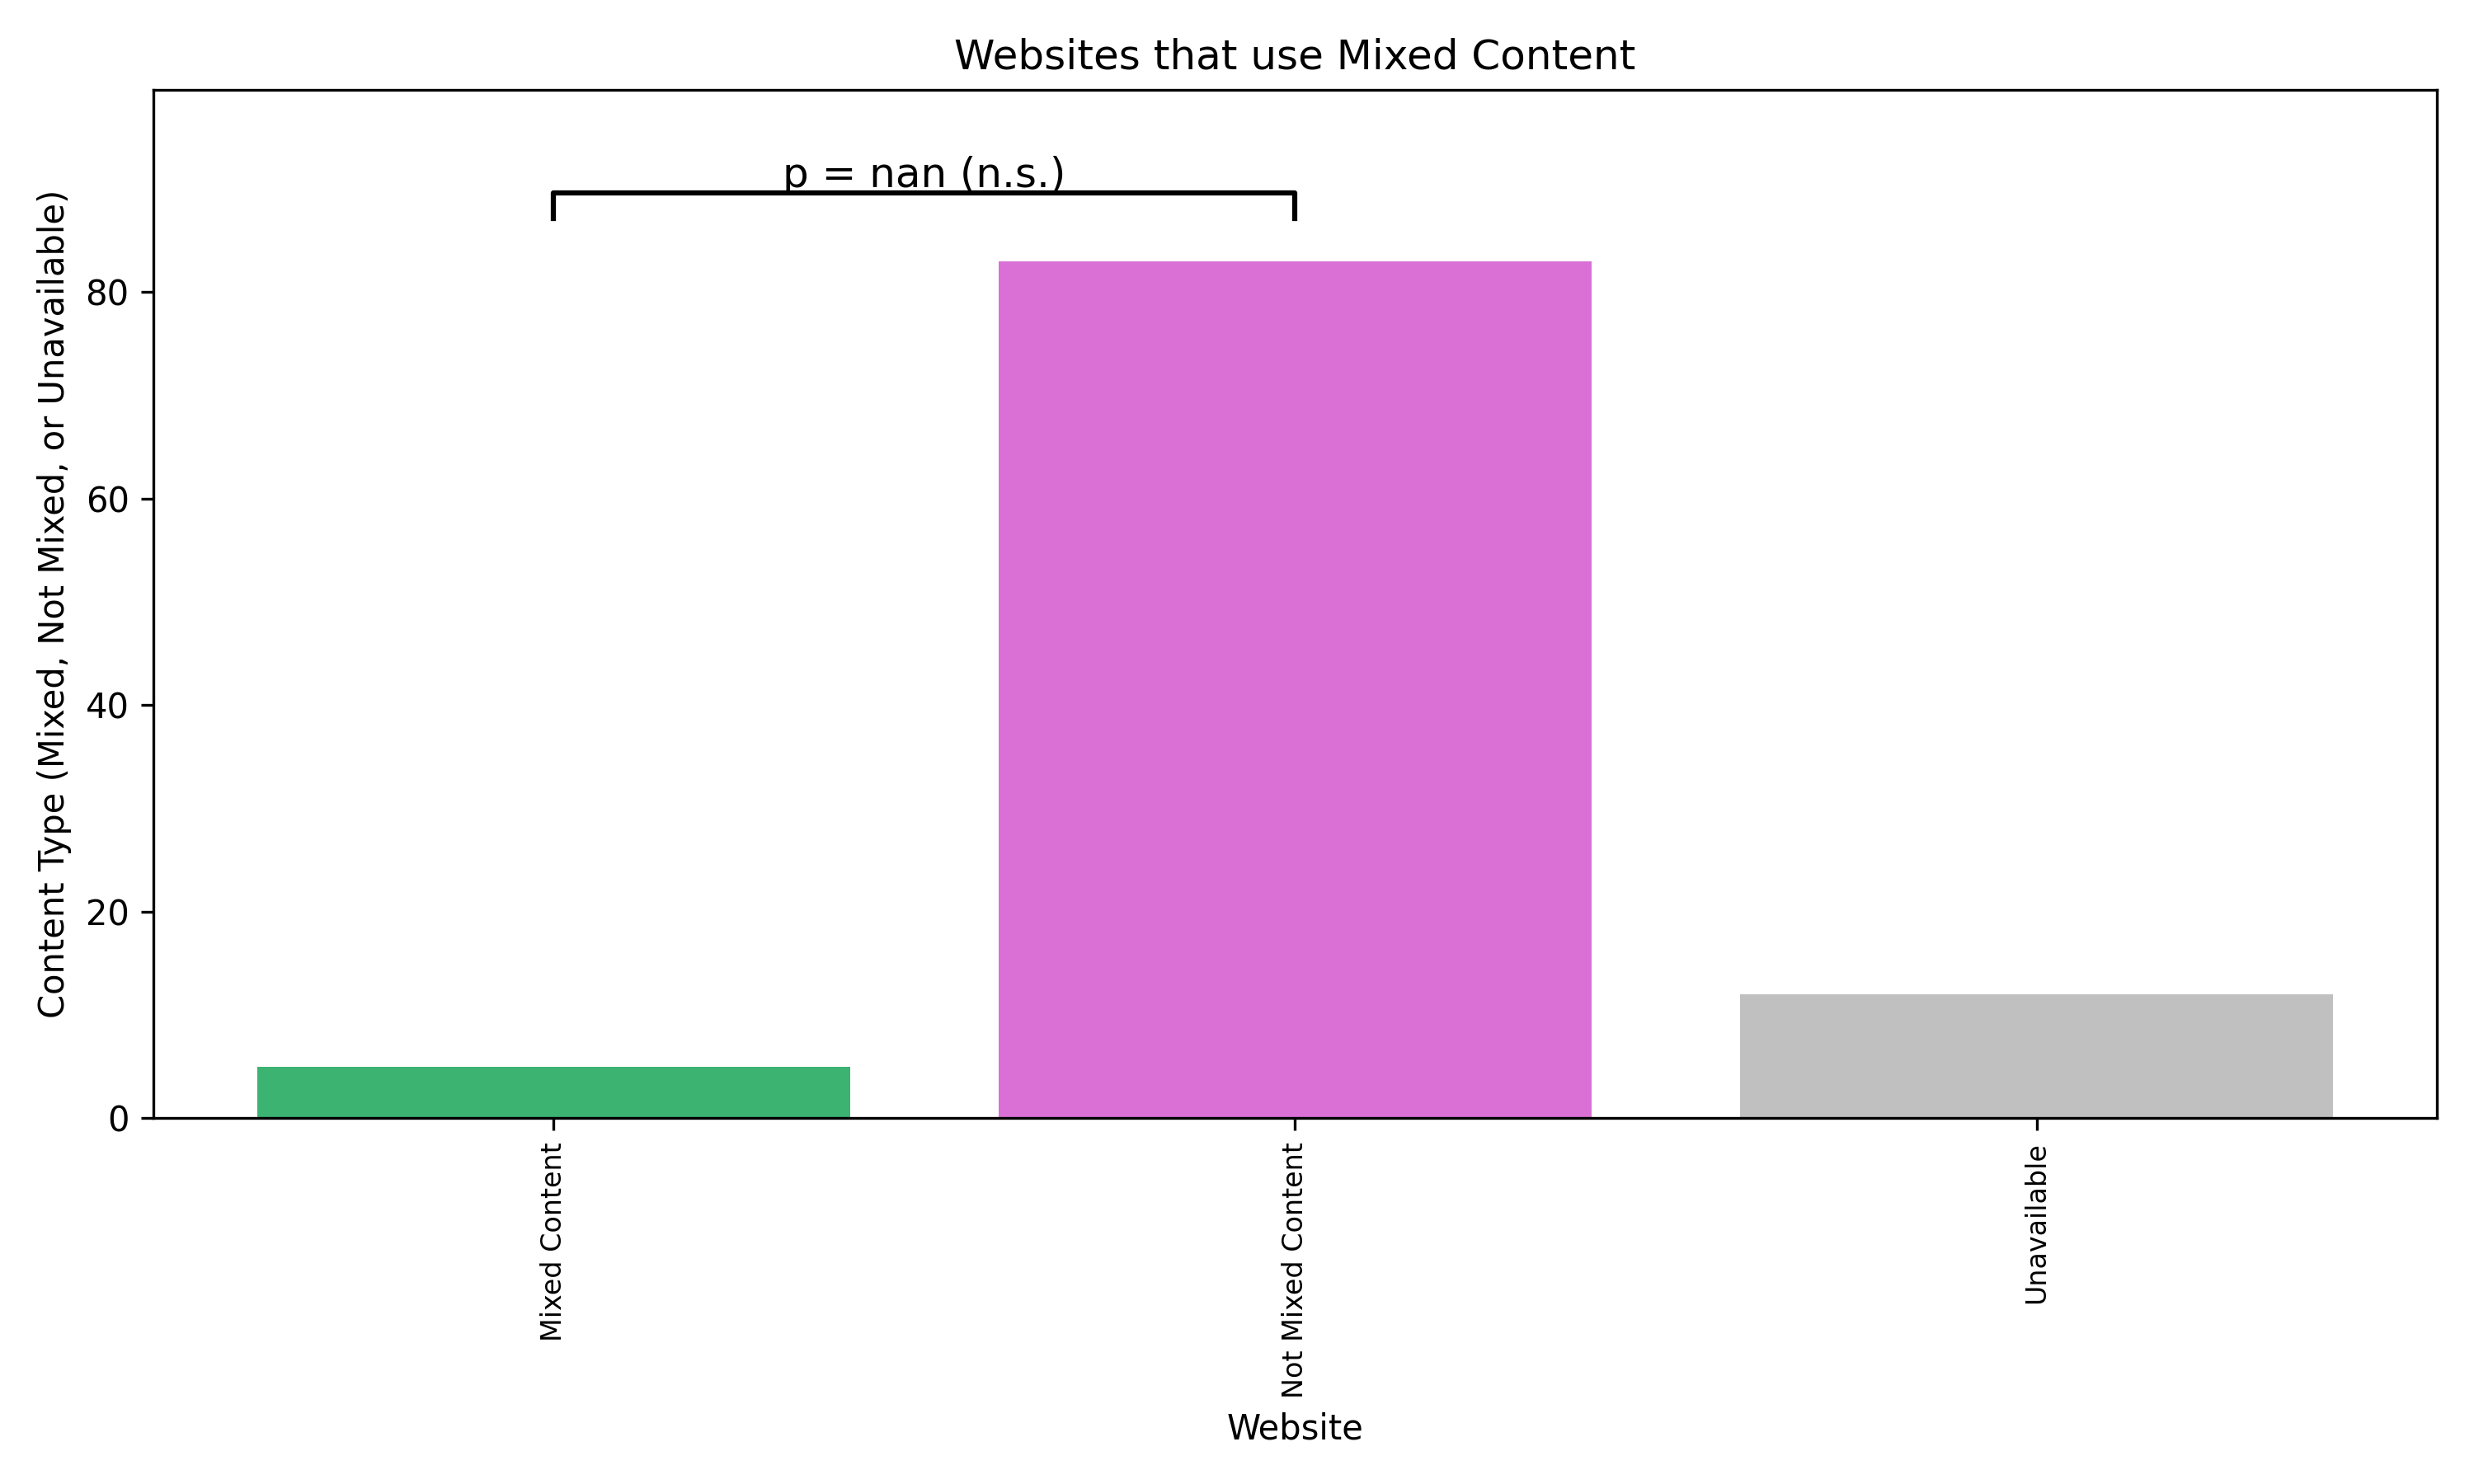 Websites that use Mixed Content
p = nan (n.s.)
Content Type (Mixed, Not Mixed, or Unavailable)
80
60
40
20
0
Mixed Content
Not Mixed Content
Unavailable
Website